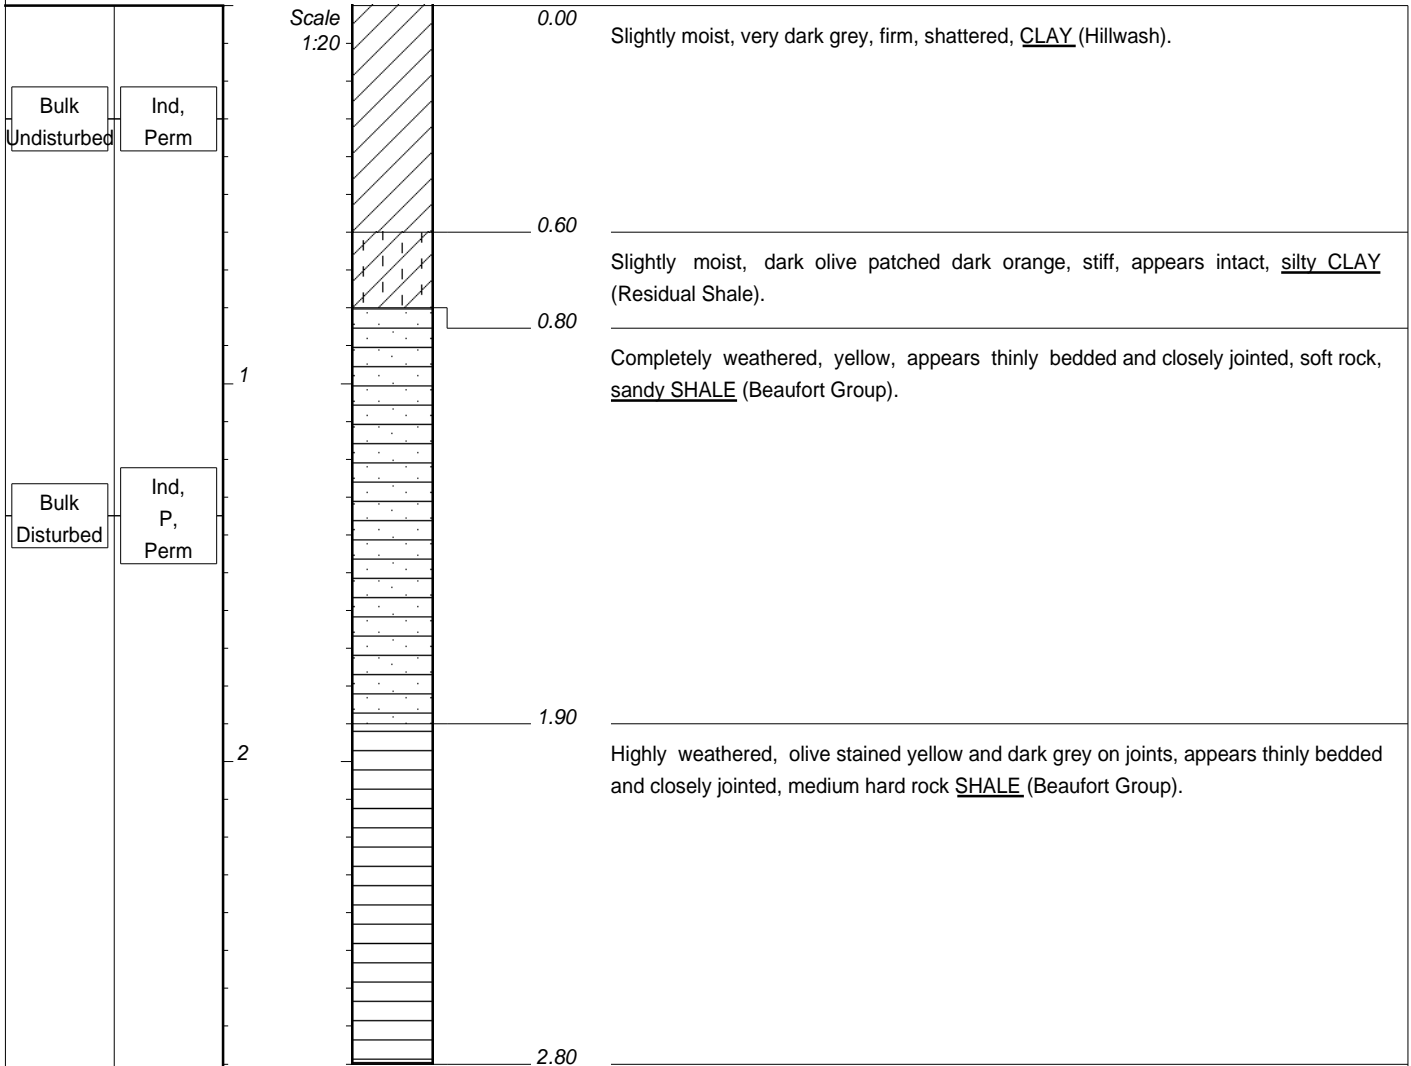 Scale
1:20
0.00
Slightly moist, very dark grey, firm, shattered, CLAY (Hillwash).
Bulk
Undisturbed
Ind,
Perm
0.60
Slightly moist, dark olive patched dark orange, stiff, appears intact, silty CLAY
(Residual Shale).
0.80
Completely weathered, yellow, appears thinly bedded and closely jointed, soft rock,
sandy SHALE (Beaufort Group).
1
Bulk
Disturbed
Ind,
P,
Perm
1.90
2
Highly weathered, olive stained yellow and dark grey on joints, appears thinly bedded
and closely jointed, medium hard rock SHALE (Beaufort Group).
2.80